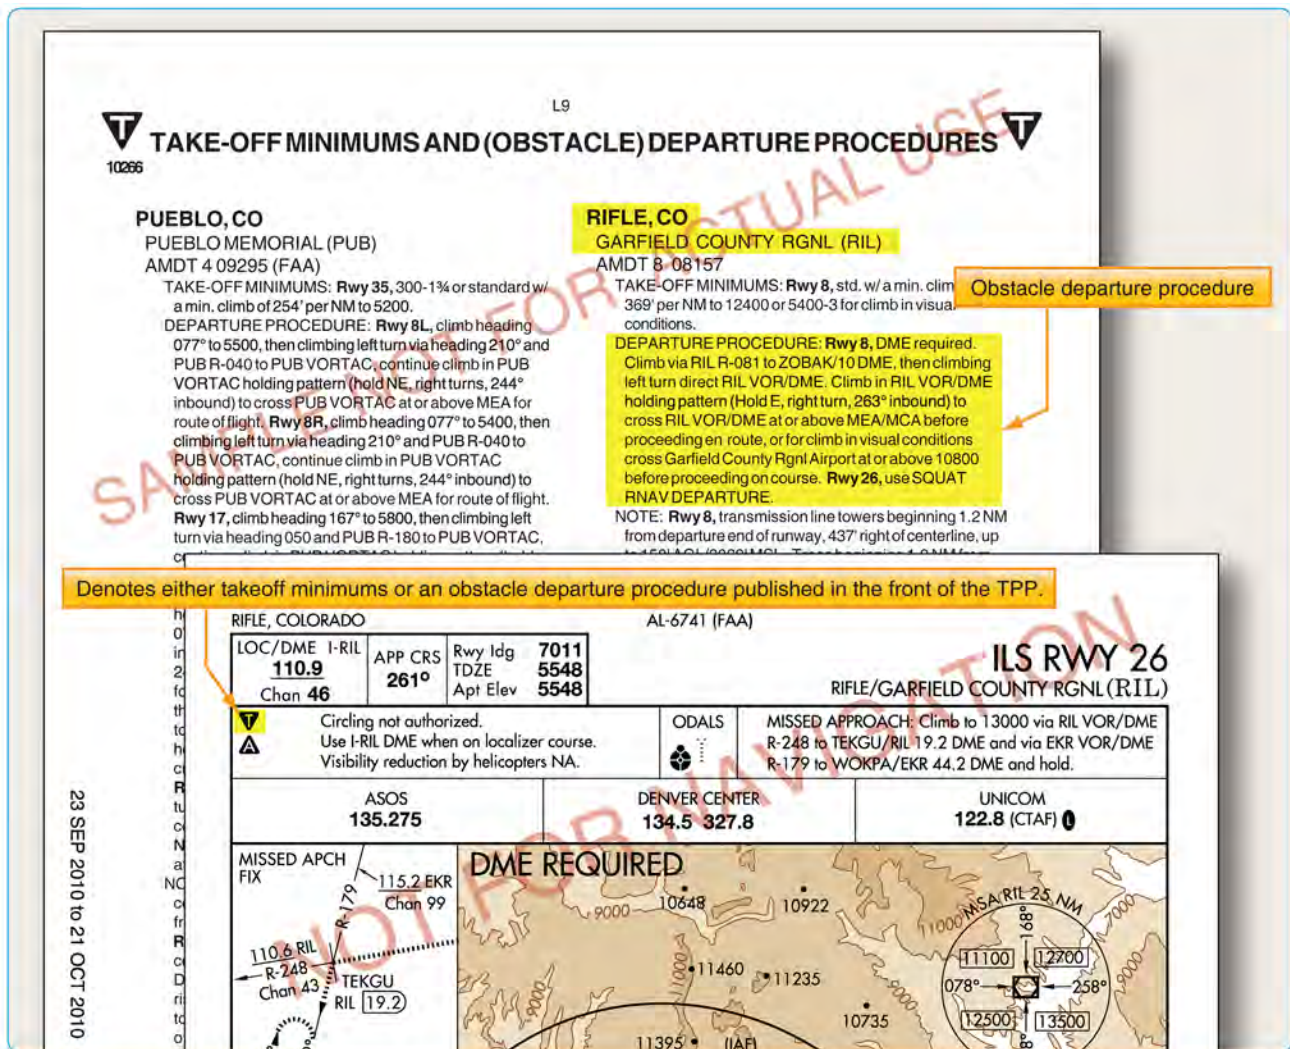 L9
TAKE-OFF MINIMUMS AND (OBSTACLE) DEPARTURE PROCEDURES
10266
PUEBLO, CO
PUEBLO MEMORIAL (PUB)
AMDT 4 09295 (FAA)
TAKE-OFF MINIMUMS: Rwy 35, 300-1¾ or standard w/
a min. climb of 254' per NM to 5200.
DEPARTURE PROCEDURE: Rwy 8L, climb heading
077° to 5500, then climbing left turn via heading 210° and
PUB R-040 to PUB VORTAC, continue climb in PUB
VORTAC holding pattern (hold NE, right turns, 244°
inbound) to cross PUB VORTAC at or above MEA for
route of flight. Rwy 8R, climb heading 077° to 5400, then
climbing left turn via heading 210° and PUB R-040 to
PUB VORTAC, continue climb in PUB VORTAC
holding pattern (hold NE, right turns, 244° inbound) to
cross PUB VORTAC at or above MEA for route of flight.
Rwy 17, climb heading 167° to 5800, then climbing left
turn via heading 050 and PUB R-180 to PUB VORTAC,
RIFLE, CO
GARFIELD COUNTY RGNL (RIL)
AMDT 8 08157
TAKE-OFF MINIMUMS: Rwy 8, std. w/ a min. clim
369' per NM to 12400 or 5400-3 for climb in visual
conditions.
DEPARTURE PROCEDURE: Rwy 8, DME required.
Climb via RIL R-081 to ZOBAK/10 DME, then climbing
left turn direct RIL VOR/DME. Climb in RIL VOR/DME
holding pattern (Hold E, right turn, 263° inbound) to
cross RIL VOR/DME at or above MEA/MCA before
proceeding en route, or for climb in visual conditions
cross Garfield County Rgnl Airport at or above 10800
before proceeding on course. Rwy 26, use SQUAT
RNAV DEPARTURE.
NOTE: Rwy 8, transmission line towers beginning 1.2 NM
from departure end of runway, 437' right of centerline, up
Obstacle departure procedure
SAMPLE NOT FOR ACTUAL USE
Denotes either takeoff minimums or an obstacle departure procedure published in the front of the TPP.
RIFLE, COLORADO
AL-6741 (FAA)
LOC/DME I-RIL
110.9
Chan 46
APP CRS
261°
Rwy ldg 7011
TDZE 5548
Apt Elev 5548
ILS RWY 26
RIFLE/GARFIELD COUNTY RGNL (RIL)
T
A
Circling not authorized.
Use I-RIL DME when on localizer course.
Visibility reduction by helicopters NA.
ODALS
MISSED APPROACH: Climb to 13000 via RIL VOR/DME
R-248 to TEKGU/RIL 19.2 DME and via EKR VOR/DME
R-179 to WOKPA/EKR 44.2 DME and hold.
ASOS
135.275
DENVER CENTER
134.5 327.8
UNICOM
122.8 (CTAF) L
MISSED APCH
FIX
115.2 EKR
Chan 99
R-179
110.6 RIL
R-248
Chan 43
TEKGU
RIL 19.2
DME REQUIRED
9000
10648
10922
11000
MSA RIL 25 NM
7000
168°
11100
12700
078°
258°
12500
13500
9000
11000
11460
11235
10735
9000
11395
(IAF)
NOT FOR NAVIGATION
23 SEP 2010 to 21 OCT 2010